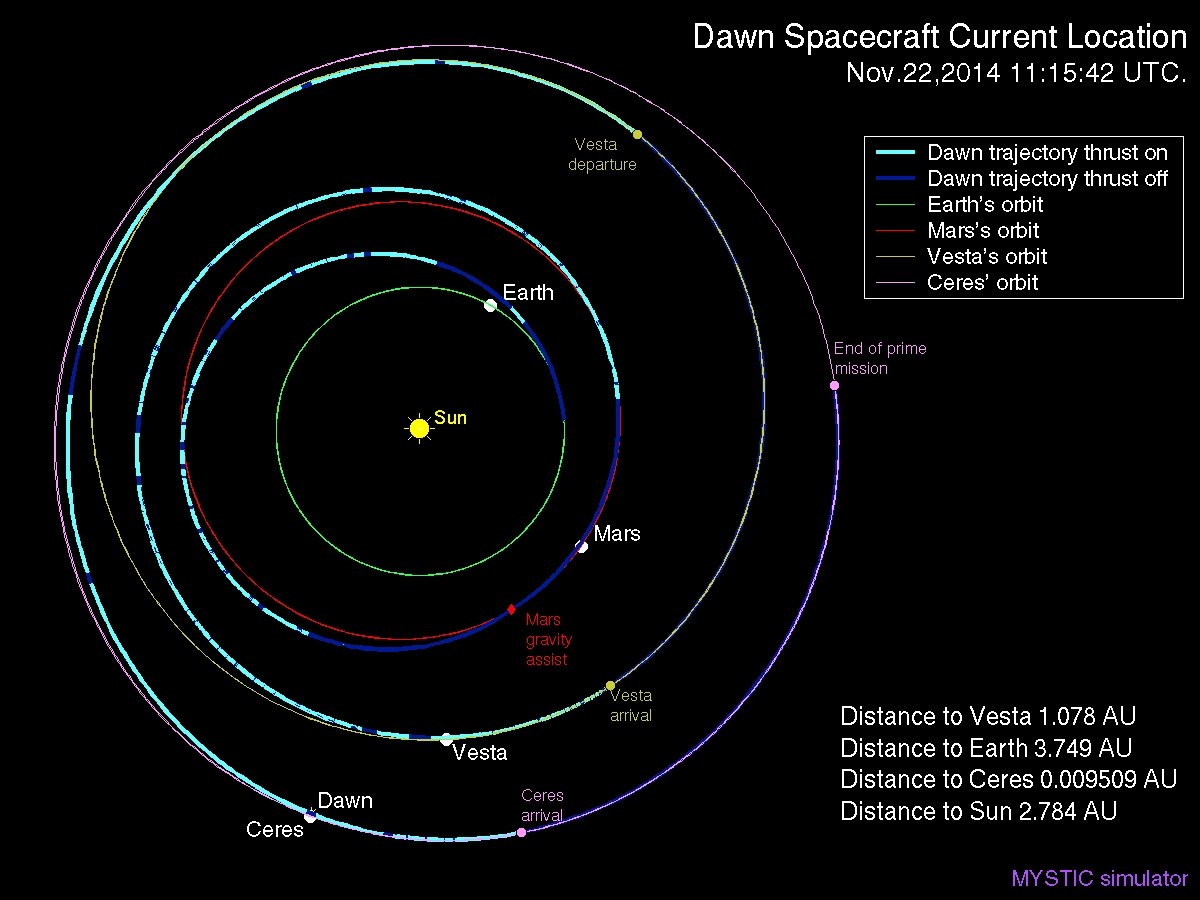 Dawn Spacecraft Current Location
Nov.22,2014 11:15:42 UTC.
Vesta
departure
Dawn trajectory thrust on
Dawn trajectory thrust off
Earth's orbit
Mars's orbit
Vesta's orbit
Ceres' orbit
Earth
End of prime
mission
Sun
Mars
Mars
gravity
assist
Vesta
arrival
Vesta
Distance to Vesta 1.078 AU
Distance to Earth 3.749 AU
Distance to Ceres 0.009509 AU
Distance to Sun 2.784 AU
Dawn
Ceres
Ceres
arrival
MYSTIC simulator